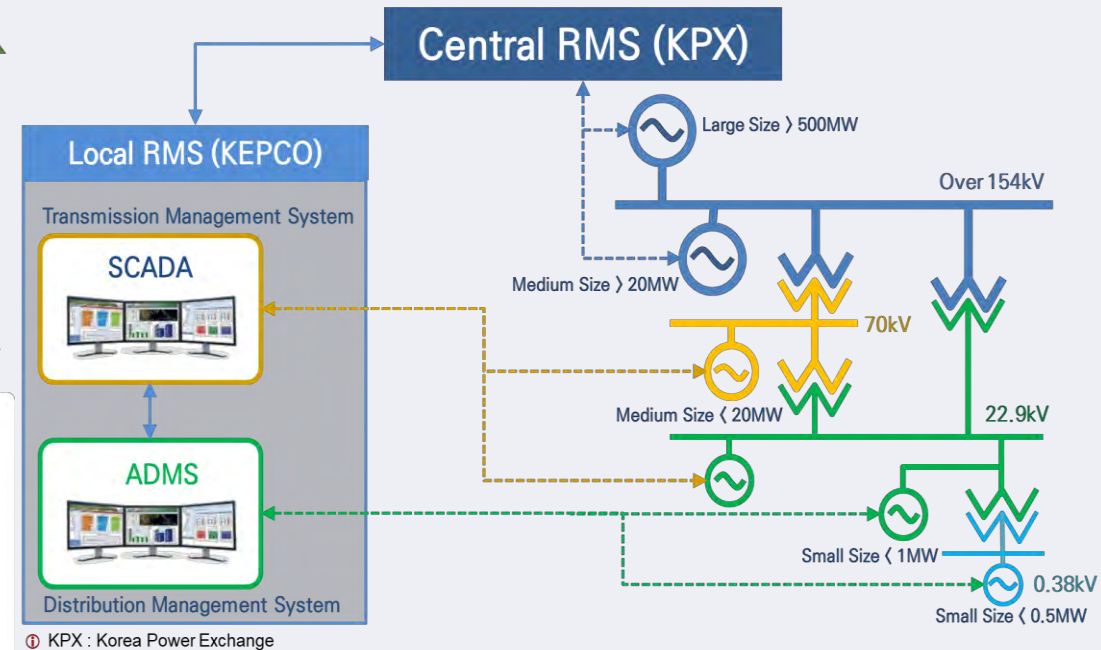 Central RMS (KPX)
Local RMS (KEPCO)
Transmission Management System
SCADA
ADMS
Distribution Management System
ⓘ KPX : Korea Power Exchange
Large Size > 500MW
Over 154kV
Medium Size > 20MW
70kV
Medium Size < 20MW
22.9kV
Small Size < 1MW
0.38kV
Small Size < 0.5MW